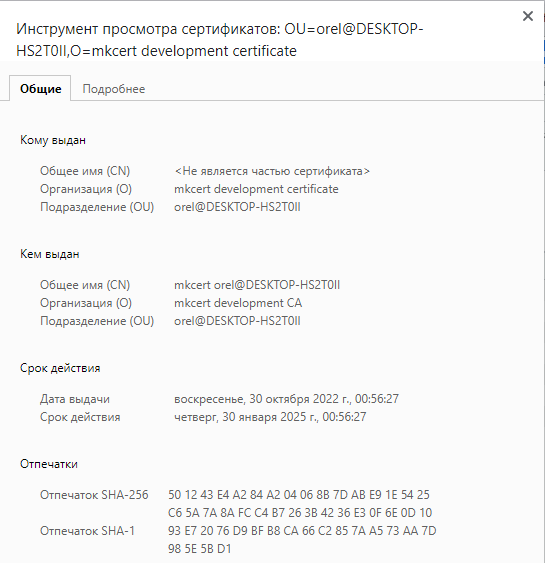 Инструмент просмотра сертификатов: OU=orel@DESKTOP-
HS2T0II,O=mkcert development certificate
Общие Подробнее
Кому выдан
Общее имя (CN) <Не является частью сертификата>
Организация (O) mkcert development certificate
Подразделение (OU) orel@DESKTOP-HS2T0II
Кем выдан
Общее имя (CN) mkcert orel@DESKTOP-HS2T0II
Организация (O) mkcert development CA
Подразделение (OU) orel@DESKTOP-HS2T0II
Срок действия
Дата выдачи воскресенье, 30 октября 2022 г., 00:56:27
Срок действия четверг, 30 января 2025 г., 00:56:27
Отпечатки
Отпечаток SHA-256 50 12 43 E4 A2 84 A2 04 06 8B 7D AB E9 1E 54 25
C6 5A 7A 8A FC C4 B7 26 3B 42 36 E3 0F 6E 0D 10
Отпечаток SHA-1 93 E7 20 76 D9 BF B8 CA 66 C2 85 7A A5 73 AA 7D
98 5E 5B D1